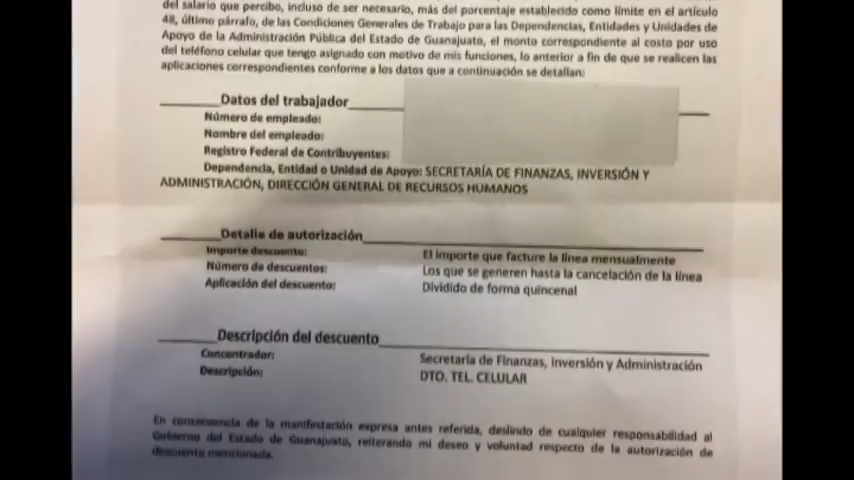 del salario que percibo, incluso de ser necesario, más del porcentaje establecido como límite en el artículo
48, último párrafo, de las Condiciones Generales de Trabajo para las Dependencias, Entidades y Unidades de
Apoyo de la Administración Pública del Estado de Guanajuato, el monto correspondiente al costo por uso
del teléfono celular que tengo asignado con motivo de mis funciones, lo anterior a fin de que se realicen las
aplicaciones correspondientes conforme a los datos que a continuación se detallan:
Datos del trabajador
Número de empleado:
Nombre del empleado:
Registro Federal de Contribuyentes:
Dependencia, Entidad o Unidad de Apoyo: SECRETARÍA DE FINANZAS, INVERSIÓN Y
ADMINISTRACIÓN, DIRECCIÓN GENERAL DE RECURSOS HUMANOS
Detalle de autorización
Importe descuento: El importe que facture la línea mensualmente
Número de descuentos: Los que se generen hasta la cancelación de la línea
Aplicación del descuento: Dividido de forma quincenal
Descripción del descuento
Concentrador: Secretaría de Finanzas, Inversión y Administración
Descripción: DTO. TEL. CELULAR
En consecuencia de la manifestación expresa antes referida, deslindo de cualquier responsabilidad al
Gobierno del Estado de Guanajuato, reiterando mi deseo y voluntad respecto de la autorización de
descuento mencionada.